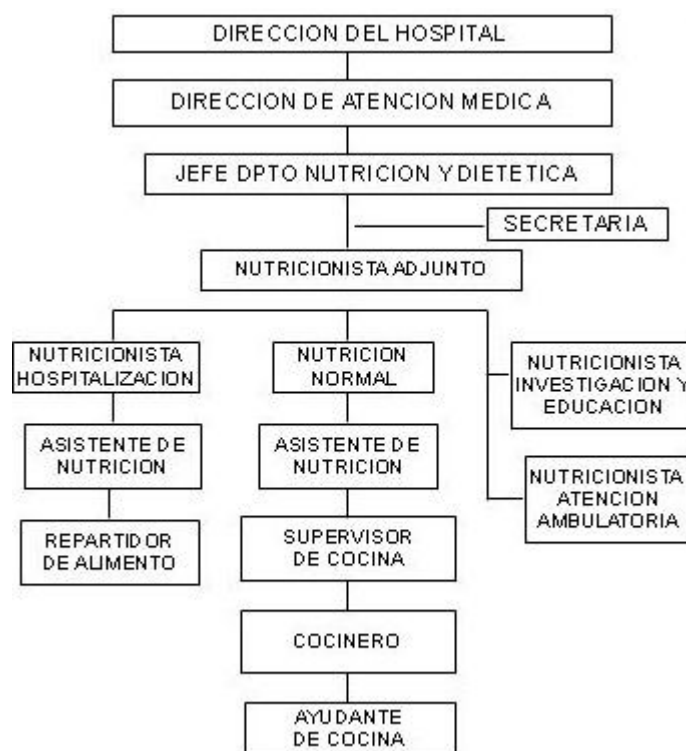 DIRECCION DEL HOSPITAL
DIRECCION DE ATENCION MEDICA
JEFE DPTO NUTRICION Y DIETETICA
SECRETARIA
NUTRICIONISTA ADJUNTO
NUTRICIONISTA
HOSPITALIZACION
NUTRICION
NORMAL
NUTRICIONISTA
INVESTIGACION Y
EDUCACION
ASISTENTE DE
NUTRICION
ASISTENTE DE
NUTRICION
NUTRICIONISTA
ATENCION
AMBULATORIA
REPARTIDOR
DE ALIMENTO
SUPERVISOR
DE COCINA
COCINERO
AYUDANTE
DE COCINA